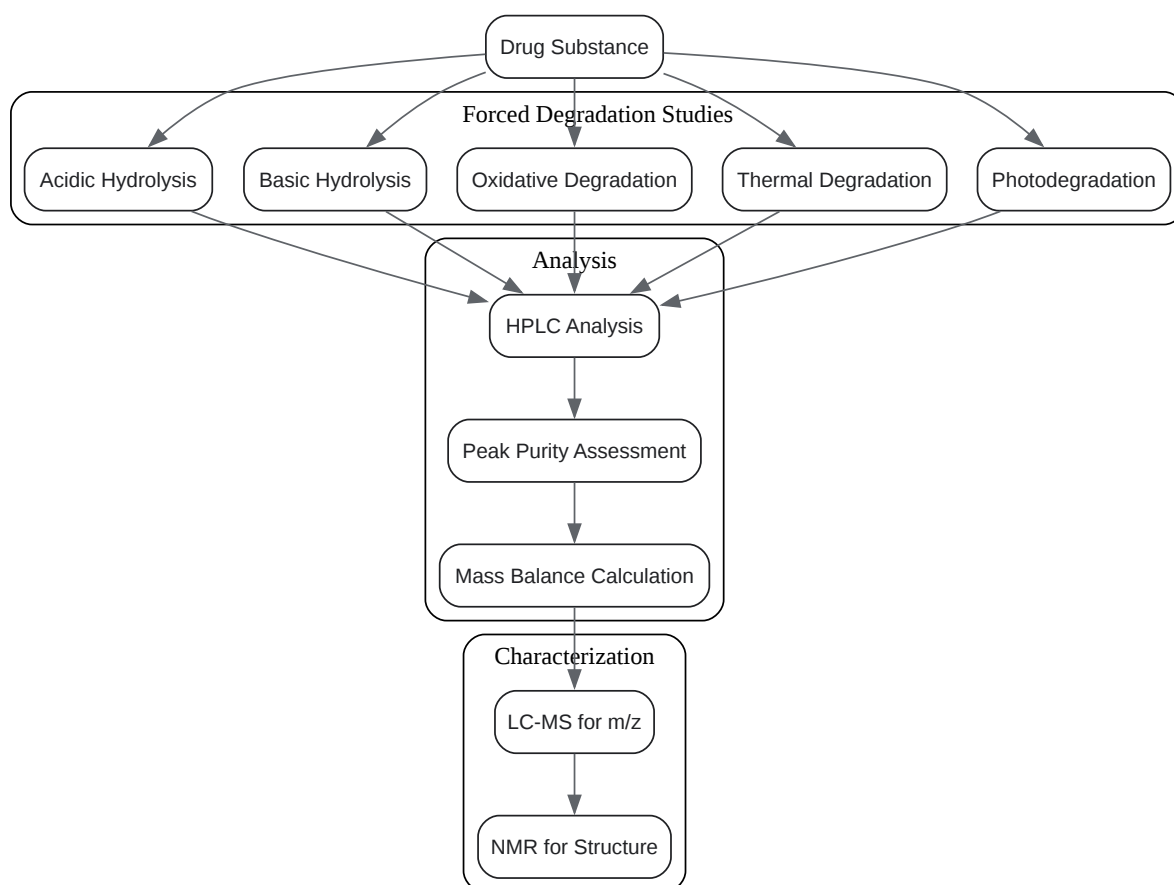 Drug Substance
Forced Degradation Studies
Acidic Hydrolysis
Basic Hydrolysis
Oxidative Degradation
Thermal Degradation
Photodegradation
Analysis
HPLC Analysis
Peak Purity Assessment
Mass Balance Calculation
Characterization
LC-MS for m/z
NMR for Structure